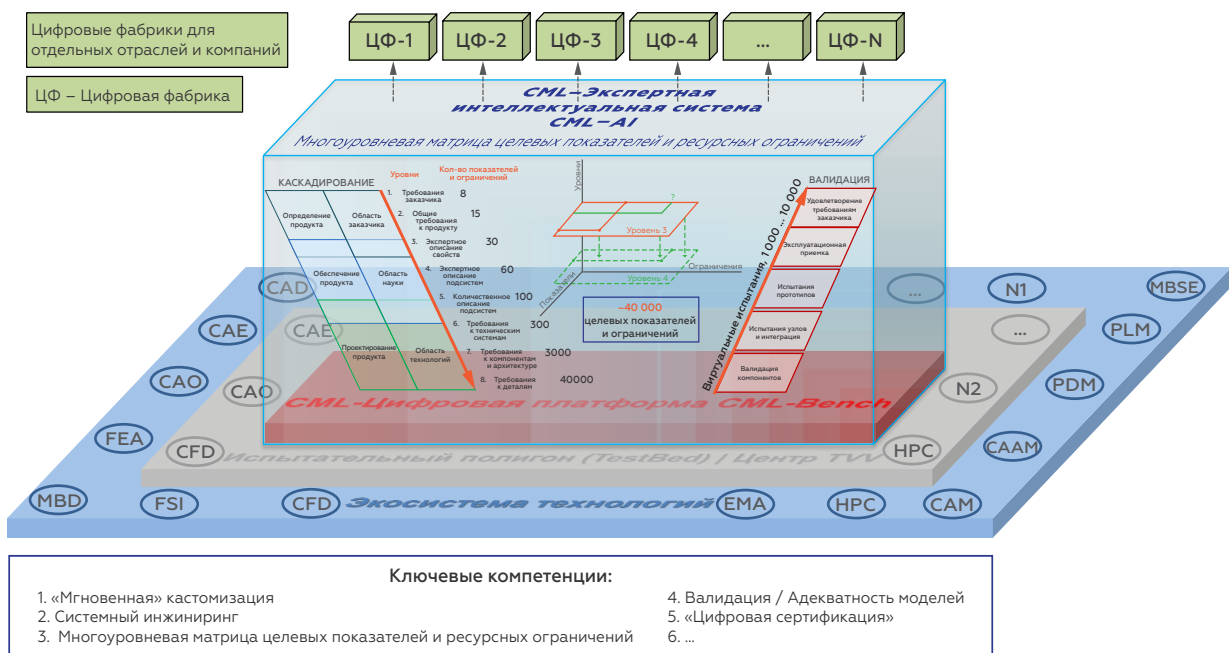 Цифровые фабрики для
отдельных отраслей и компаний
ЦФ – Цифровая фабрика
ЦФ-1
ЦФ-2
ЦФ-3
ЦФ-4
...
ЦФ-N
CML–Экспертная
интеллектуальная система
CML–AI
Многоуровневая матрица целевых показателей и ресурсных ограничений
КАСКАДИРОВАНИЕ
Определение
продукта
Область
заказчика
Обеспечение
продукта
Область
науки
Проектирование
продукта
Область
технологий
Уровни
Кол-во показателей
и ограничений
1. Требования
заказчика
8
2. Общие
требования
к продукту
15
3. Экспертное
описание
свойств
30
4. Экспертное
описание
подсистем
60
5. Количественное
описание
подсистем
100
6. Требования
к техническим
системам
300
7. Требования
к компонентам
и архитектуре
3000
8. Требования
к деталям
40000
Уровни
?
Уровень 3
Ограничения
Показатели
Уровень 4
~40 000
целевых показателей
и ограничений
Виртуальные испытания, 1 000 ... 10 000
ВАЛИДАЦИЯ
Удовлетворение
требованиям
заказчика
Эксплуатационная
приемка
Испытания
прототипов
Испытания узлов
и интеграция
Валидация
компонентов
CML-Цифровая платформа CML-Bench
Испытательный полигон (TestBed) | Центр TVV
Экосистема технологий
CAD
CAE
CAE
CAO
CAO
FEA
CFD
MBD
FSI
CFD
EMA
HPC
CAM
HPC
CAAM
N2
PDM
...
PLM
...
N1
MBSE
Ключевые компетенции:
1. «Мгновенная» кастомизация
2. Системный инжиниринг
3. Многоуровневая матрица целевых показателей и ресурсных ограничений
4. Валидация / Адекватность моделей
5. «Цифровая сертификация»
6. ...